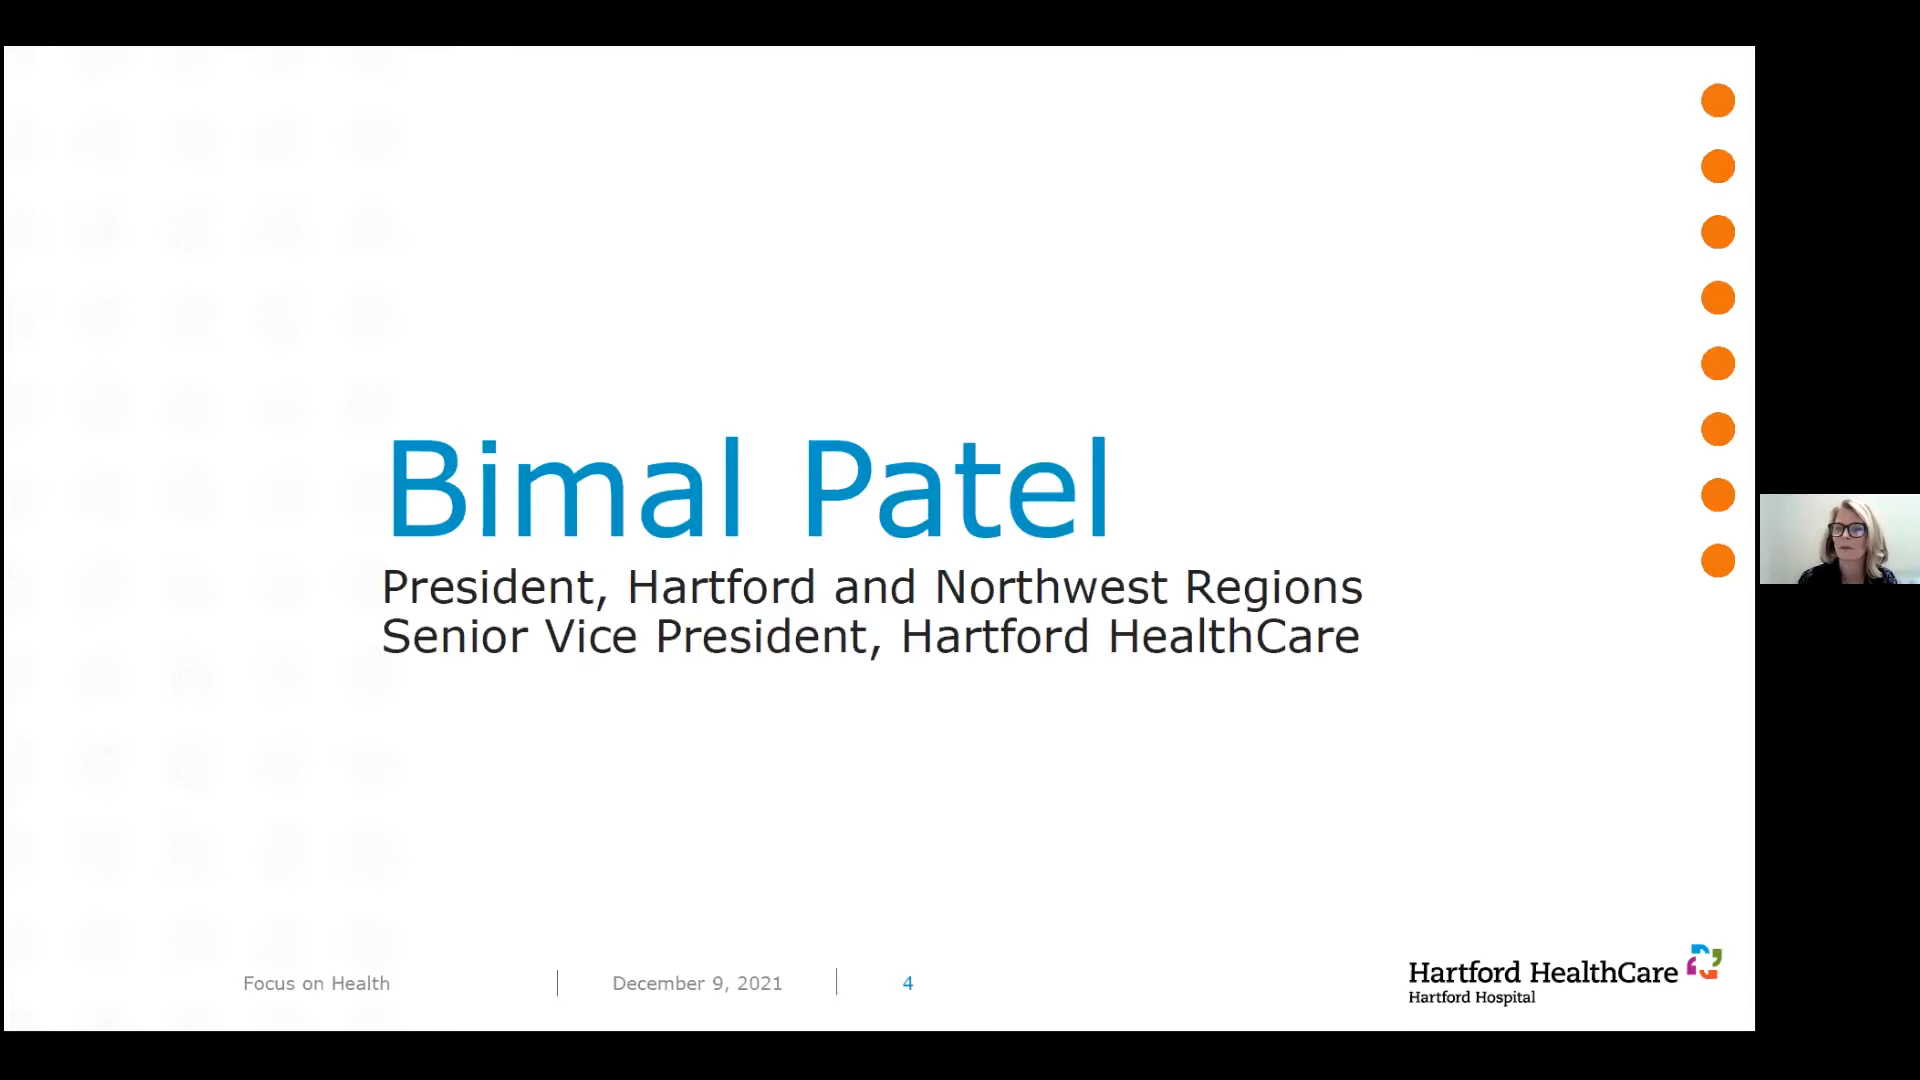 Bimal Patel
President, Hartford and Northwest Regions
Senior Vice President, Hartford HealthCare
Focus on Health
December 9, 2021
4
Hartford HealthCare
Hartford Hospital